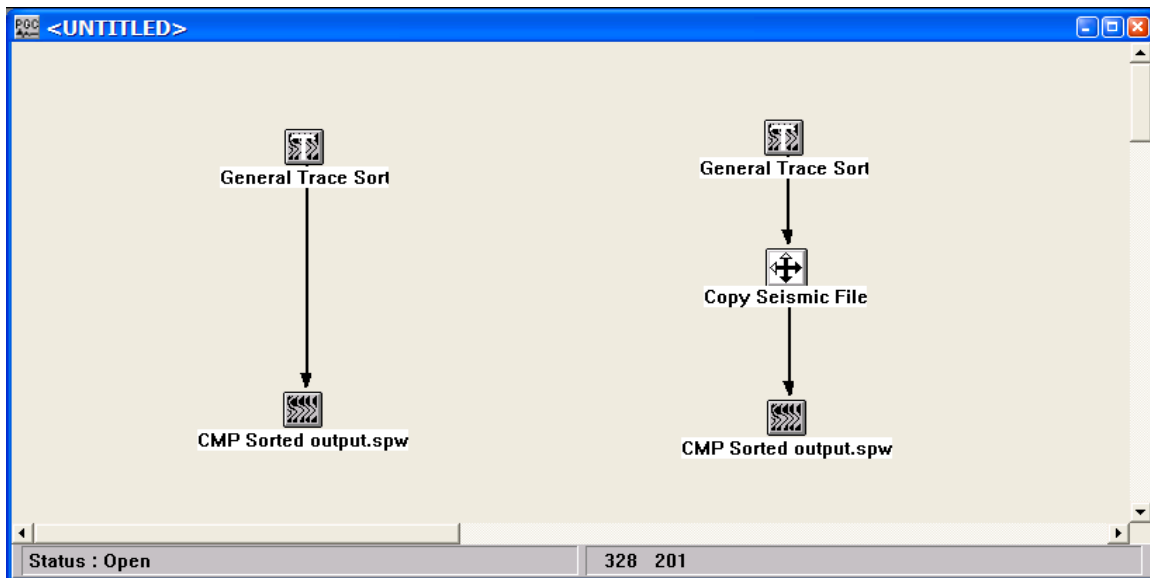 <UNTITLED>
General Trace Sort
General Trace Sort
Copy Seismic File
CMP Sorted output.spw
CMP Sorted output.spw
Status : Open
328 201